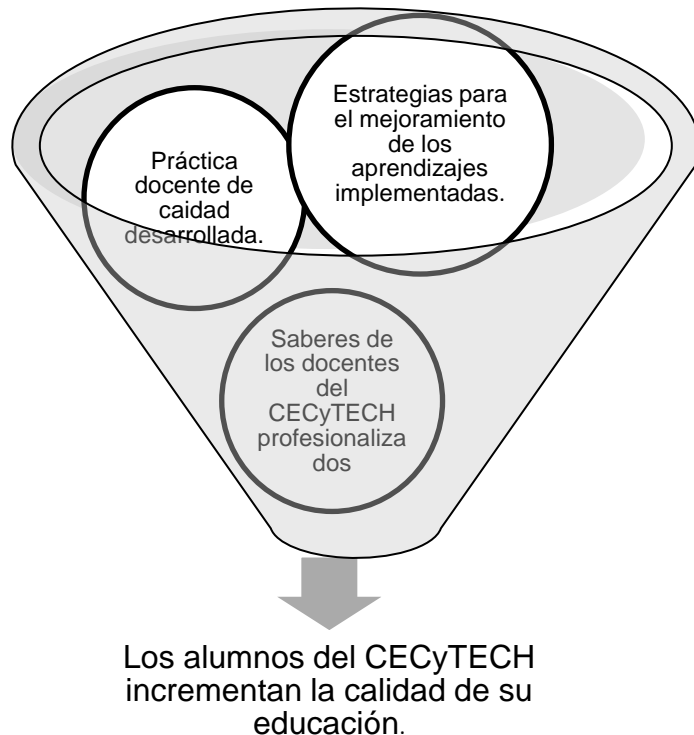 Estrategias para
el mejoramiento
de los
aprendizajes
implementadas.
Práctica
docente de
caidad
desarrollada.
Saberes de
los docentes
del
CECyTECH
profesionaliza
dos
Los alumnos del CECyTECH
incrementan la calidad de su
educación.